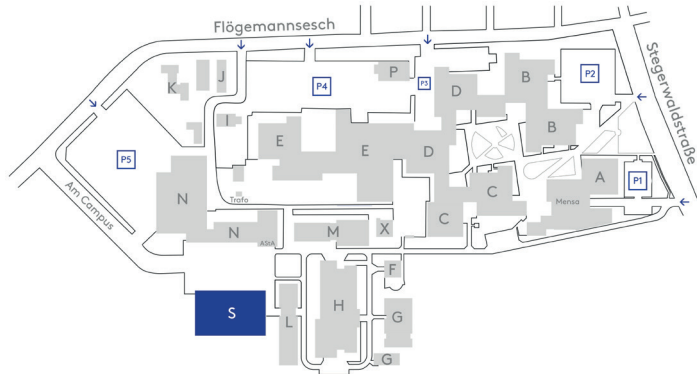 Flögemannsesch
Stegerwaldstraße
Am Campus
K
J
P4
P
P3
D
B
P2
I
B
E
E
D
P5
N
Trafo
C
C
A
P1
Mensa
N
AStA
M
X
S
L
H
F
G
G